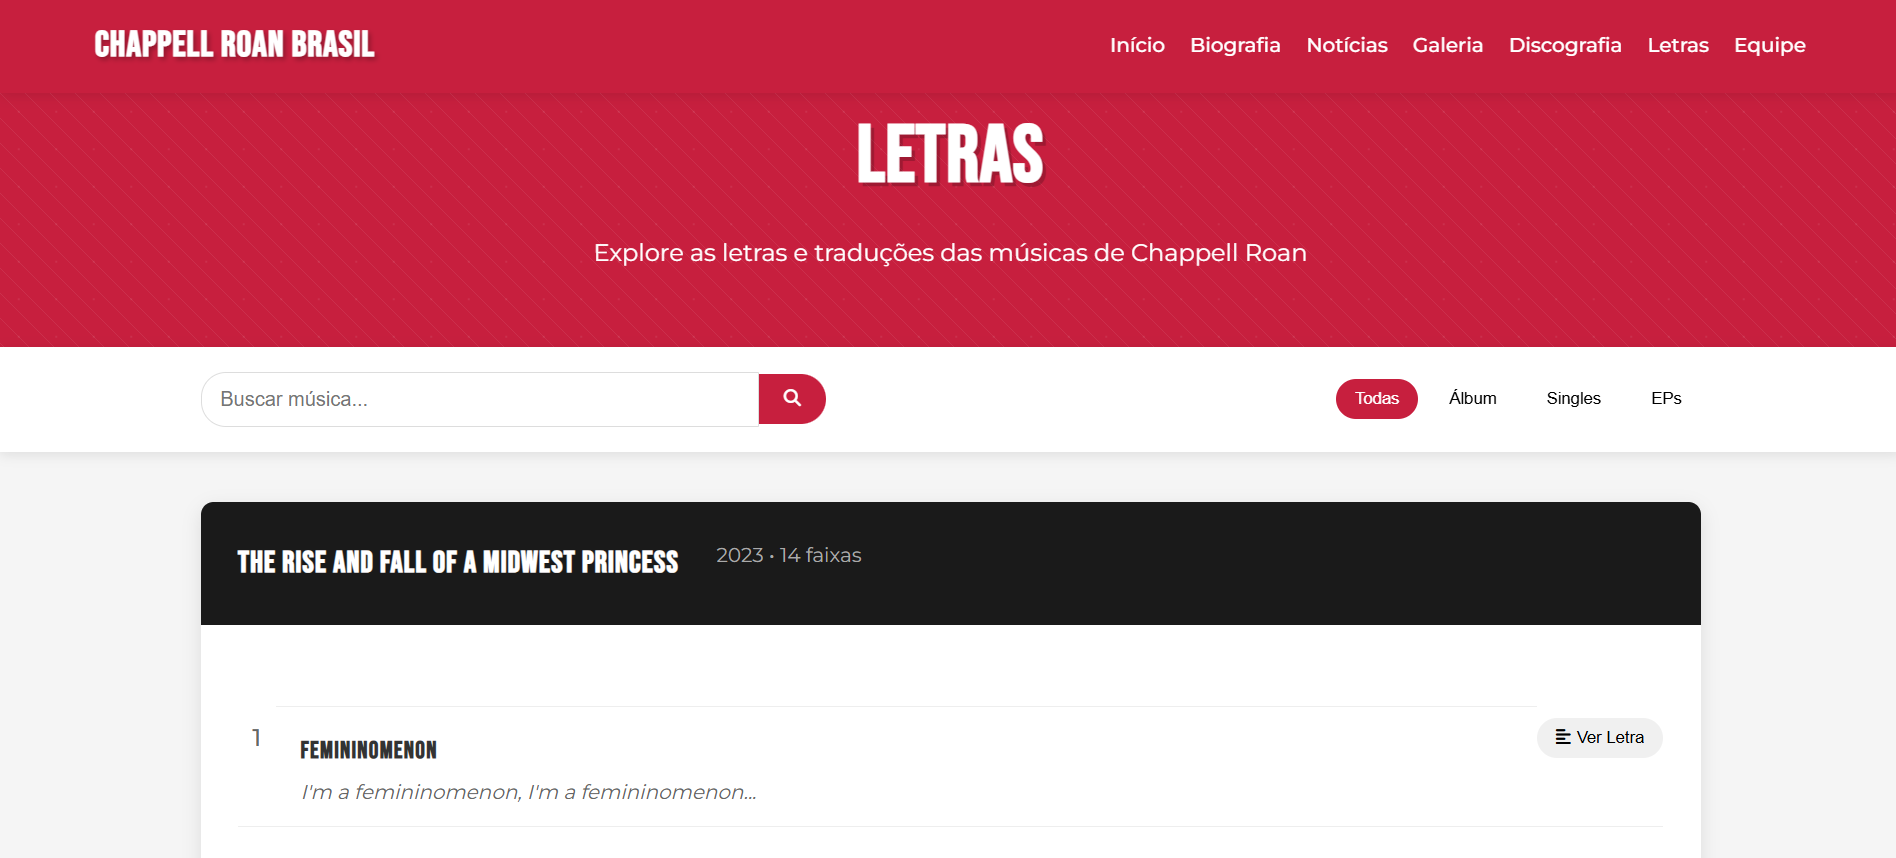 CHAPPELL ROAN BRASIL
Início Biografia Notícias Galeria Discografia Letras Equipe
LETRAS
Explore as letras e traduções das músicas de Chappell Roan
Buscar música...
Todas Álbum Singles EPs
THE RISE AND FALL OF A MIDWEST PRINCESS 2023 • 14 faixas
1 FEMININOMENON Ver Letra
I'm a femininomenon, I'm a femininomenon...